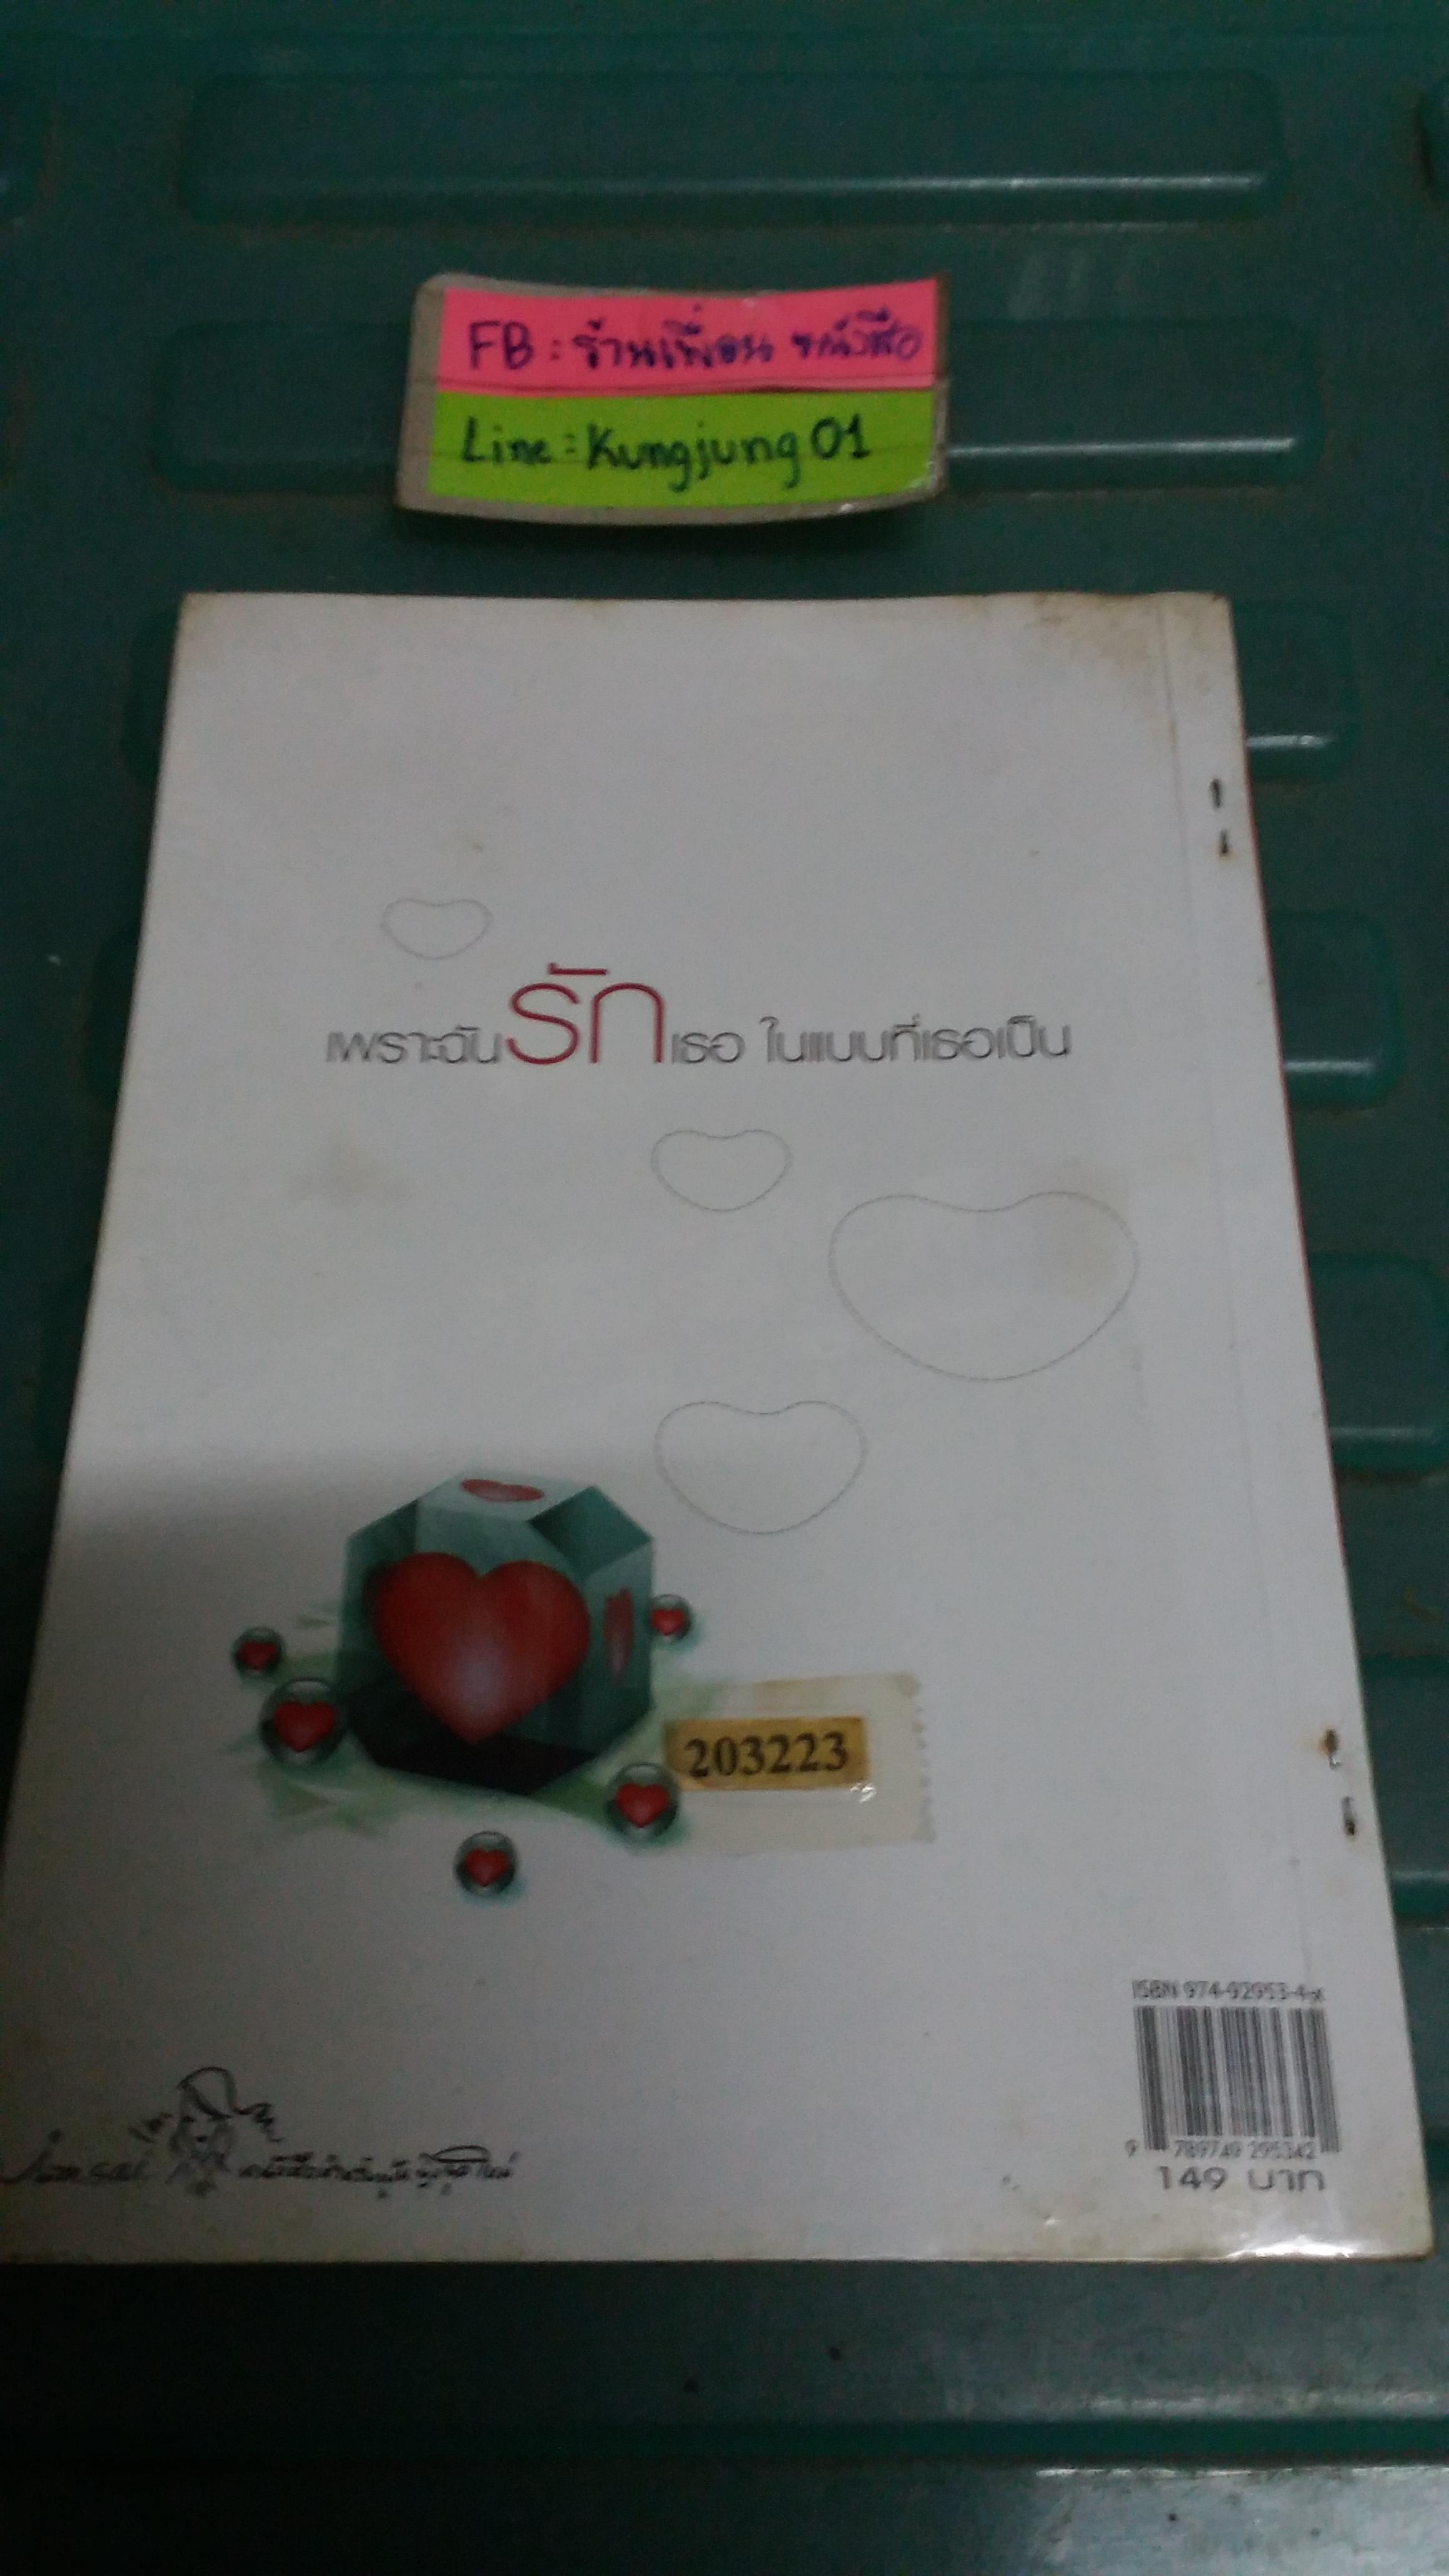 FB : ร้านเพื่อน หนังสือ
Line : Kungjung 01
เพราะฉันรักเธอ ในแบบที่เธอเป็น
203223
ISBN 974-92953-4-x
9 789749 295342
149 บาท
Jamsai